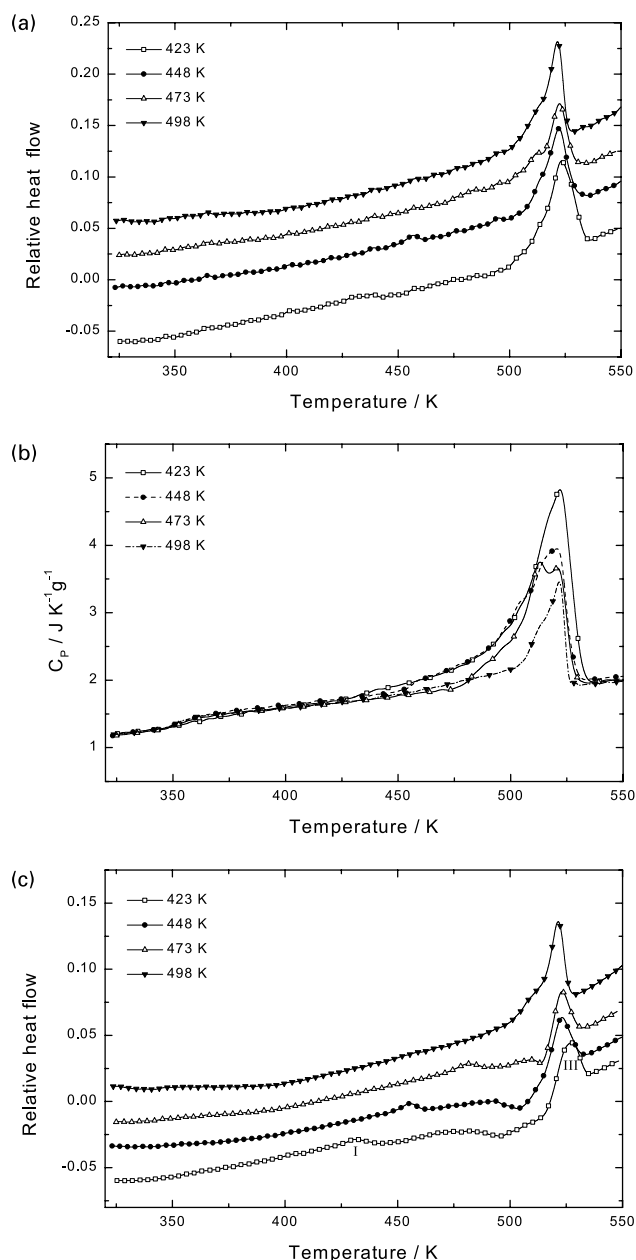 (a)
0.25
0.20
0.15
0.10
0.05
0.00
-0.05
Relative heat flow
423 K
448 K
473 K
498 K
350
400
450
500
550
Temperature / K
(b)
5
4
3
2
1
C_P / J K⁻¹g⁻¹
423 K
448 K
473 K
498 K
350
400
450
500
550
Temperature / K
(c)
0.15
0.10
0.05
0.00
-0.05
Relative heat flow
423 K
448 K
473 K
498 K
I
III
350
400
450
500
550
Temperature / K